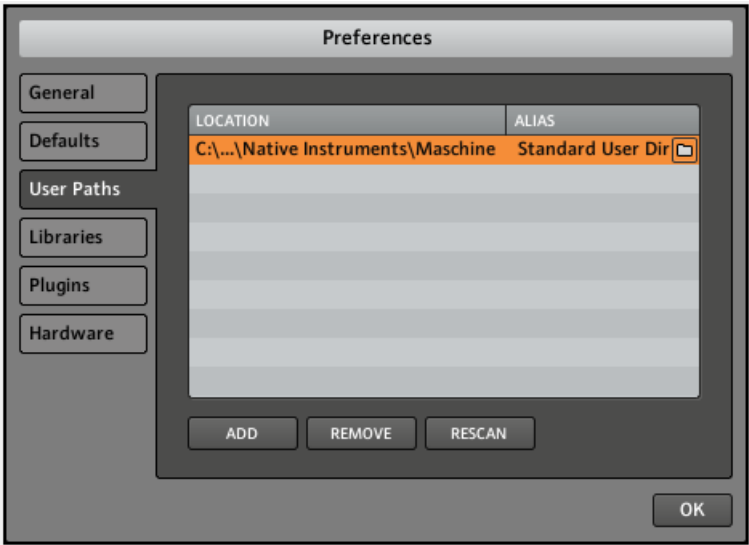 Preferences
General
Defaults
User Paths
Libraries
Plugins
Hardware
LOCATION ALIAS
C:\...\Native Instruments\Maschine Standard User Dir
ADD REMOVE RESCAN
OK